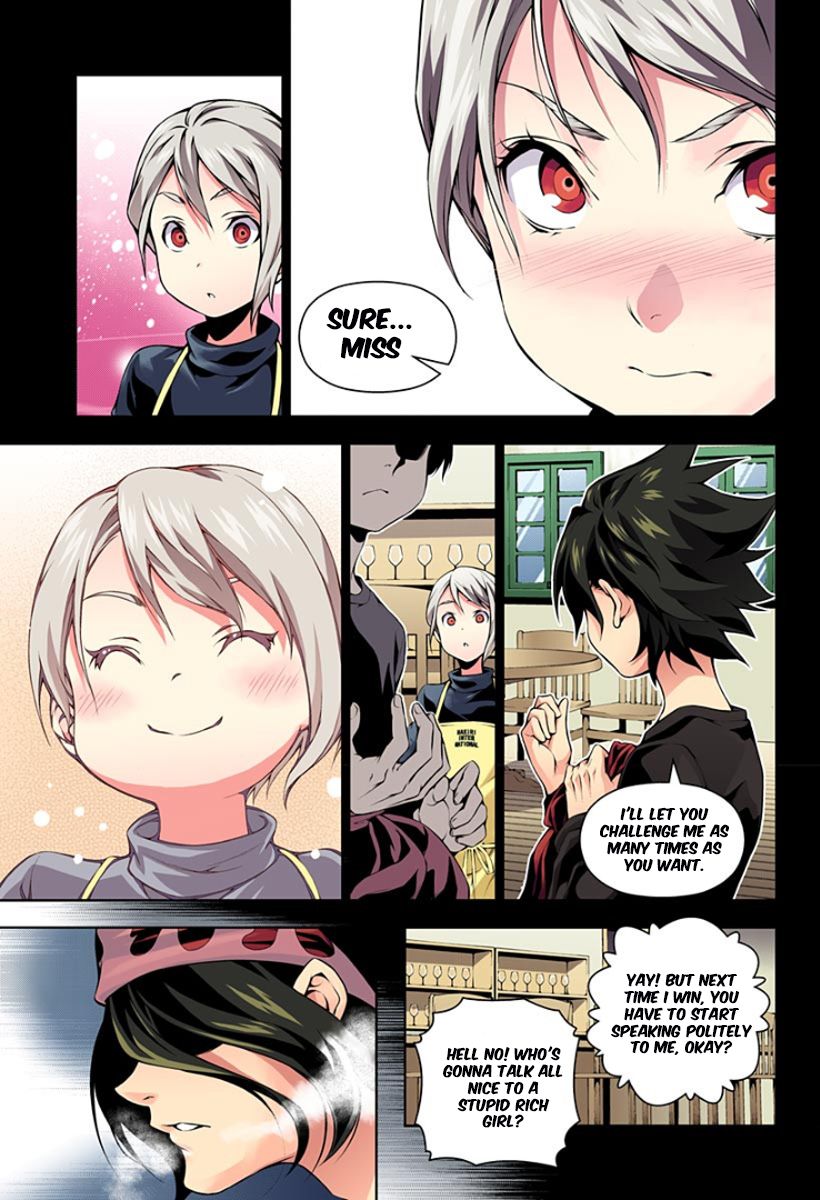 SURE...
MISS
I'LL LET YOU
CHALLENGE ME AS
MANY TIMES AS
YOU WANT.
NAKIRI
INTER
NATIONAL
YAY! BUT NEXT
TIME I WIN, YOU
HAVE TO START
SPEAKING POLITELY
TO ME, OKAY?
HELL NO! WHO'S
GONNA TALK ALL
NICE TO A
STUPID RICH
GIRL?